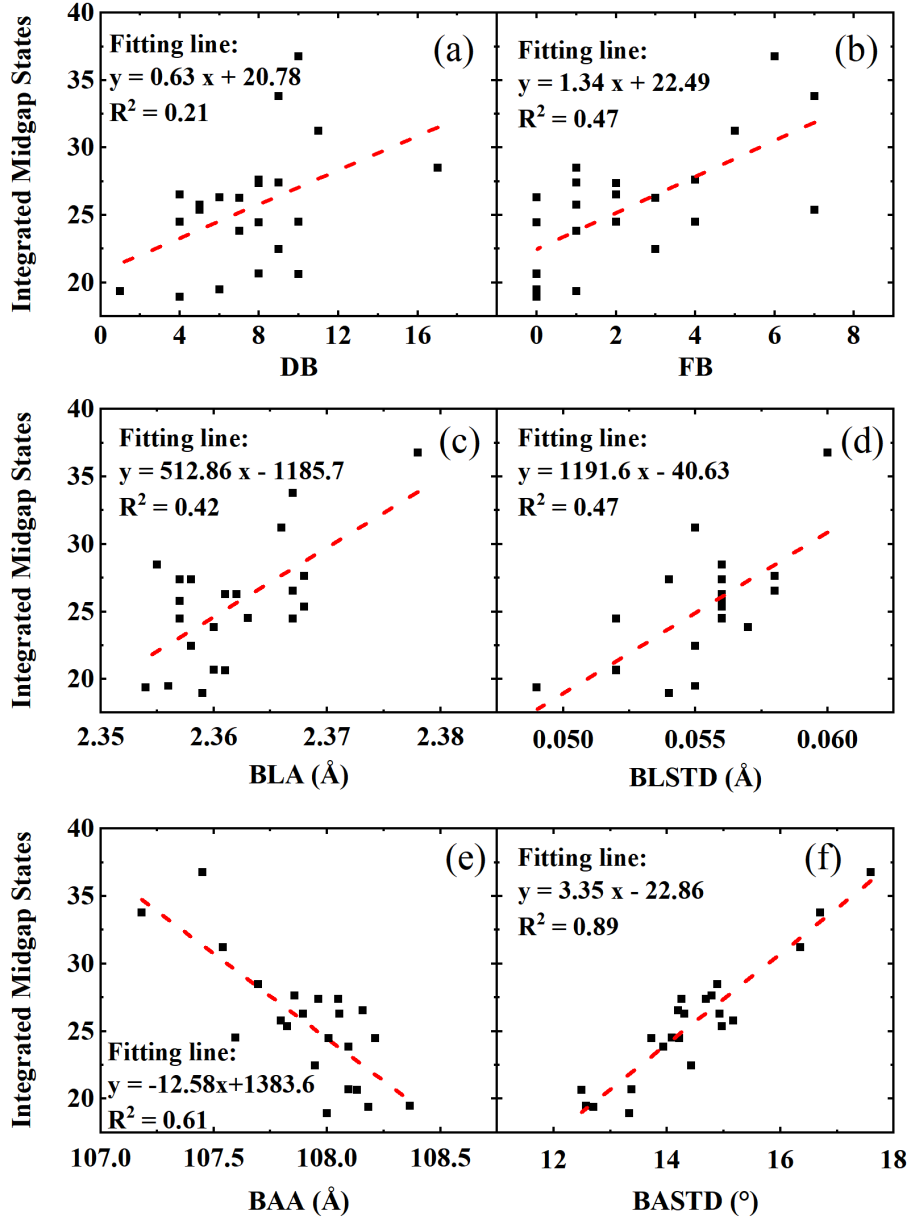 Integrated Midgap States
40
35
30
25
20
Fitting line:
y = 0.63 x + 20.78
R² = 0.21
(a)
0 4 8 12 16
DB
Fitting line:
y = 1.34 x + 22.49
R² = 0.47
(b)
0 2 4 6 8
FB
Integrated Midgap States
40
35
30
25
20
Fitting line:
y = 512.86 x - 1185.7
R² = 0.42
(c)
2.35 2.36 2.37 2.38
BLA (Å)
Fitting line:
y = 1191.6 x - 40.63
R² = 0.47
(d)
0.050 0.055 0.060
BLSTD (Å)
Integrated Midgap States
40
35
30
25
20
(e)
Fitting line:
y = -12.58x+1383.6
R² = 0.61
107.0 107.5 108.0 108.5
BAA (Å)
Fitting line:
y = 3.35 x - 22.86
R² = 0.89
(f)
12 14 16 18
BASTD (°)